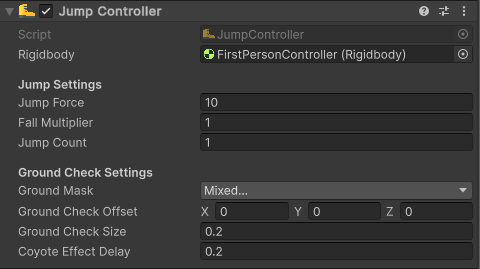 Jump Controller
Script JumpController
Rigidbody FirstPersonController (Rigidbody)
Jump Settings
Jump Force 10
Fall Multiplier 1
Jump Count 1
Ground Check Settings
Ground Mask Mixed...
Ground Check Offset X 0 Y 0 Z 0
Ground Check Size 0.2
Coyote Effect Delay 0.2